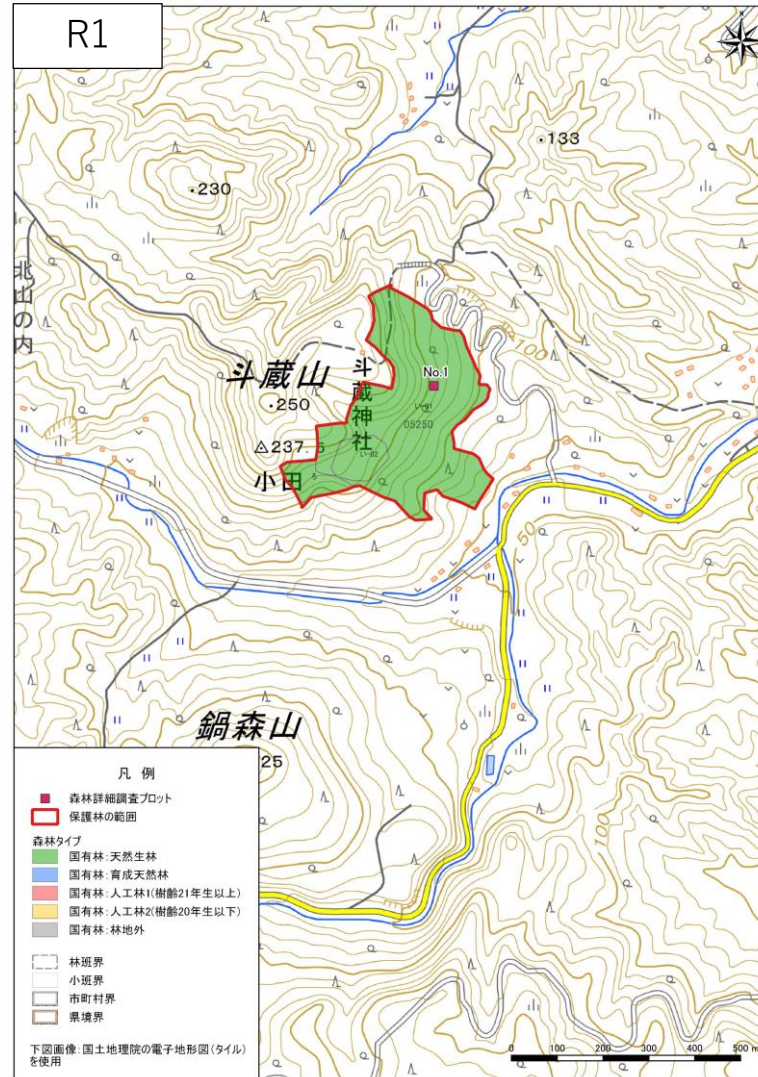 R1
133
230
北山の内
100
斗蔵山
斗蔵神社
No.1
250
い-01
05250
237.5
い-02
小田
ろ
50
鍋森山
25
100
凡 例
森林詳細調査プロット
保護林の範囲
森林タイプ
国有林:天然生林
国有林:育成天然林
国有林:人工林1(樹齢21年生以上)
国有林:人工林2(樹齢20年生以下)
国有林:林地外
林班界
小班界
市町村界
県境界
下図画像:国土地理院の電子地形図(タイル)
を使用
0 100 200 300 400 500 m